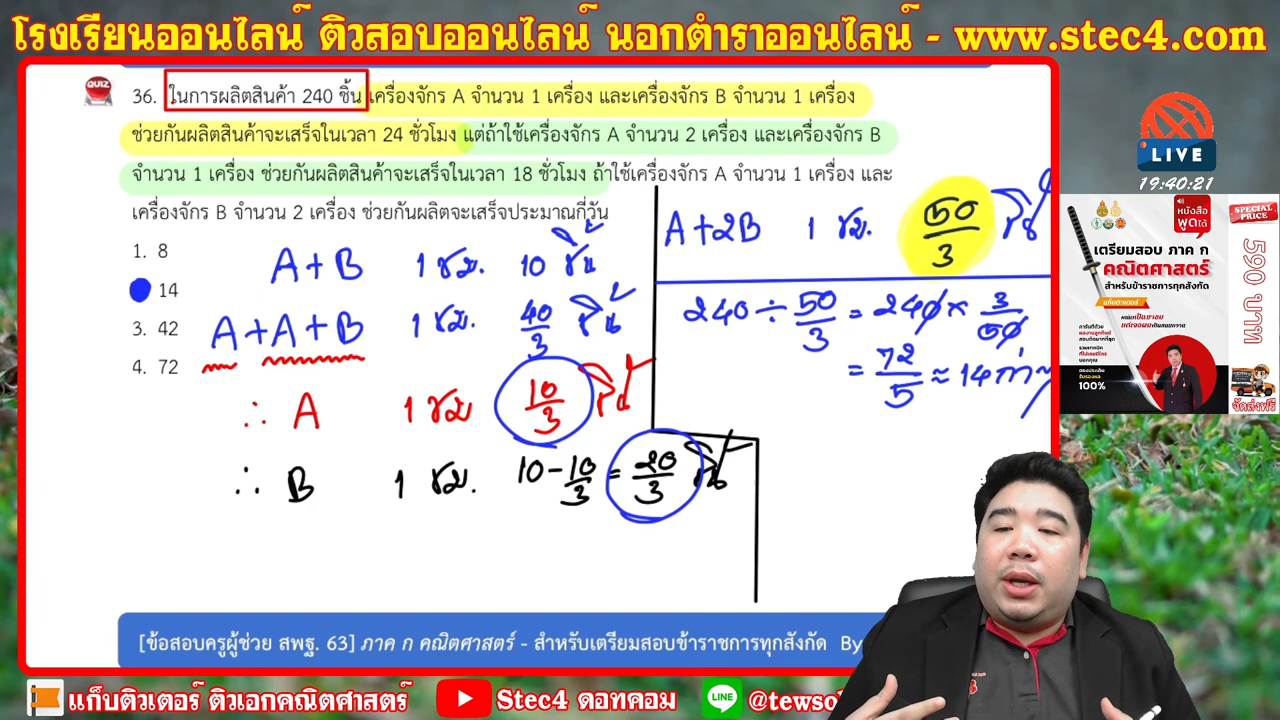 โรงเรียนออนไลน์ ติวสอบออนไลน์ นอกตำราออนไลน์ - www.stec4.com
QUIZ
36. ในการผลิตสินค้า 240 ชิ้น เครื่องจักร A จำนวน 1 เครื่อง และเครื่องจักร B จำนวน 1 เครื่อง
ช่วยกันผลิตสินค้าจะเสร็จในเวลา 24 ชั่วโมง แต่ถ้าใช้เครื่องจักร A จำนวน 2 เครื่อง และเครื่องจักร B
จำนวน 1 เครื่อง ช่วยกันผลิตสินค้าจะเสร็จในเวลา 18 ชั่วโมง ถ้าใช้เครื่องจักร A จำนวน 1 เครื่อง และ
เครื่องจักร B จำนวน 2 เครื่อง ช่วยกันผลิตจะเสร็จประมาณกี่วัน
1. 8
14
3. 42
4. 72
A+B 1 ชม. 10 ชิ้น
A+A+B 1 ชม. 40/3 ชิ้น
∴ A 1 ชม 10/3 ชิ้น
∴ B 1 ชม. 10-10/3 = 20/3 ชิ้น
A+2B 1 ชม. 50/3 ชิ้น
240 ÷ 50/3 = 240 × 3/50
= 72/5 ≈ 14 กว่าๆ
LIVE
19:40:21
หนังสือ
พูดได้
SPECIAL
PRICE
เตรียมสอบ ภาค ก
คณิตศาสตร์
สำหรับข้าราชการทุกสังกัด
590 บาท
100%
จัดส่งฟรี
[ข้อสอบครูผู้ช่วย สพฐ. 63] ภาค ก คณิตศาสตร์ - สำหรับเตรียมสอบข้าราชการทุกสังกัด By
แก็บติวเตอร์ ติวเอกคณิตศาสตร์
Stec4 ดอทคอม
LINE
@tewso